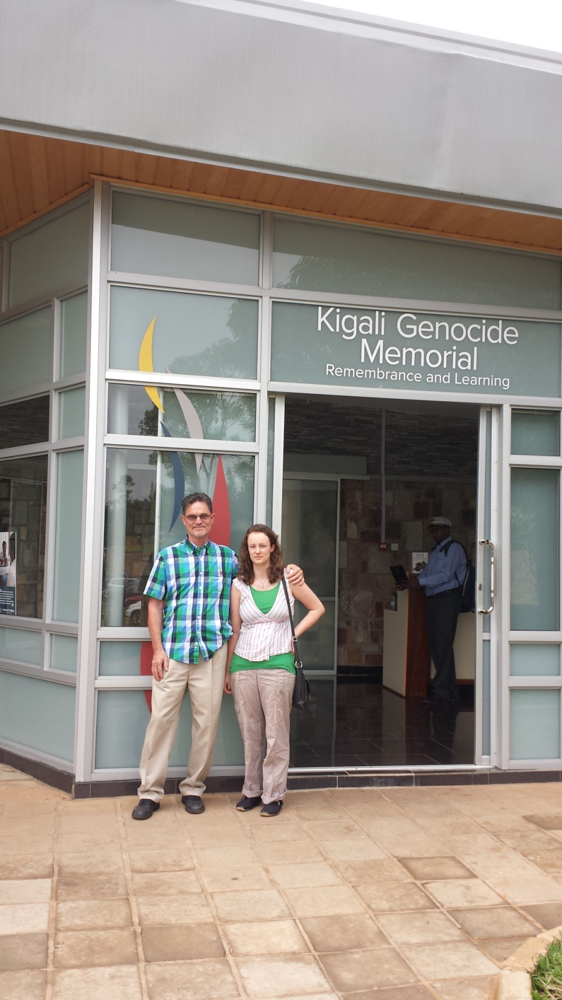 Kigali Genocide
Memorial
Remembrance and Learning